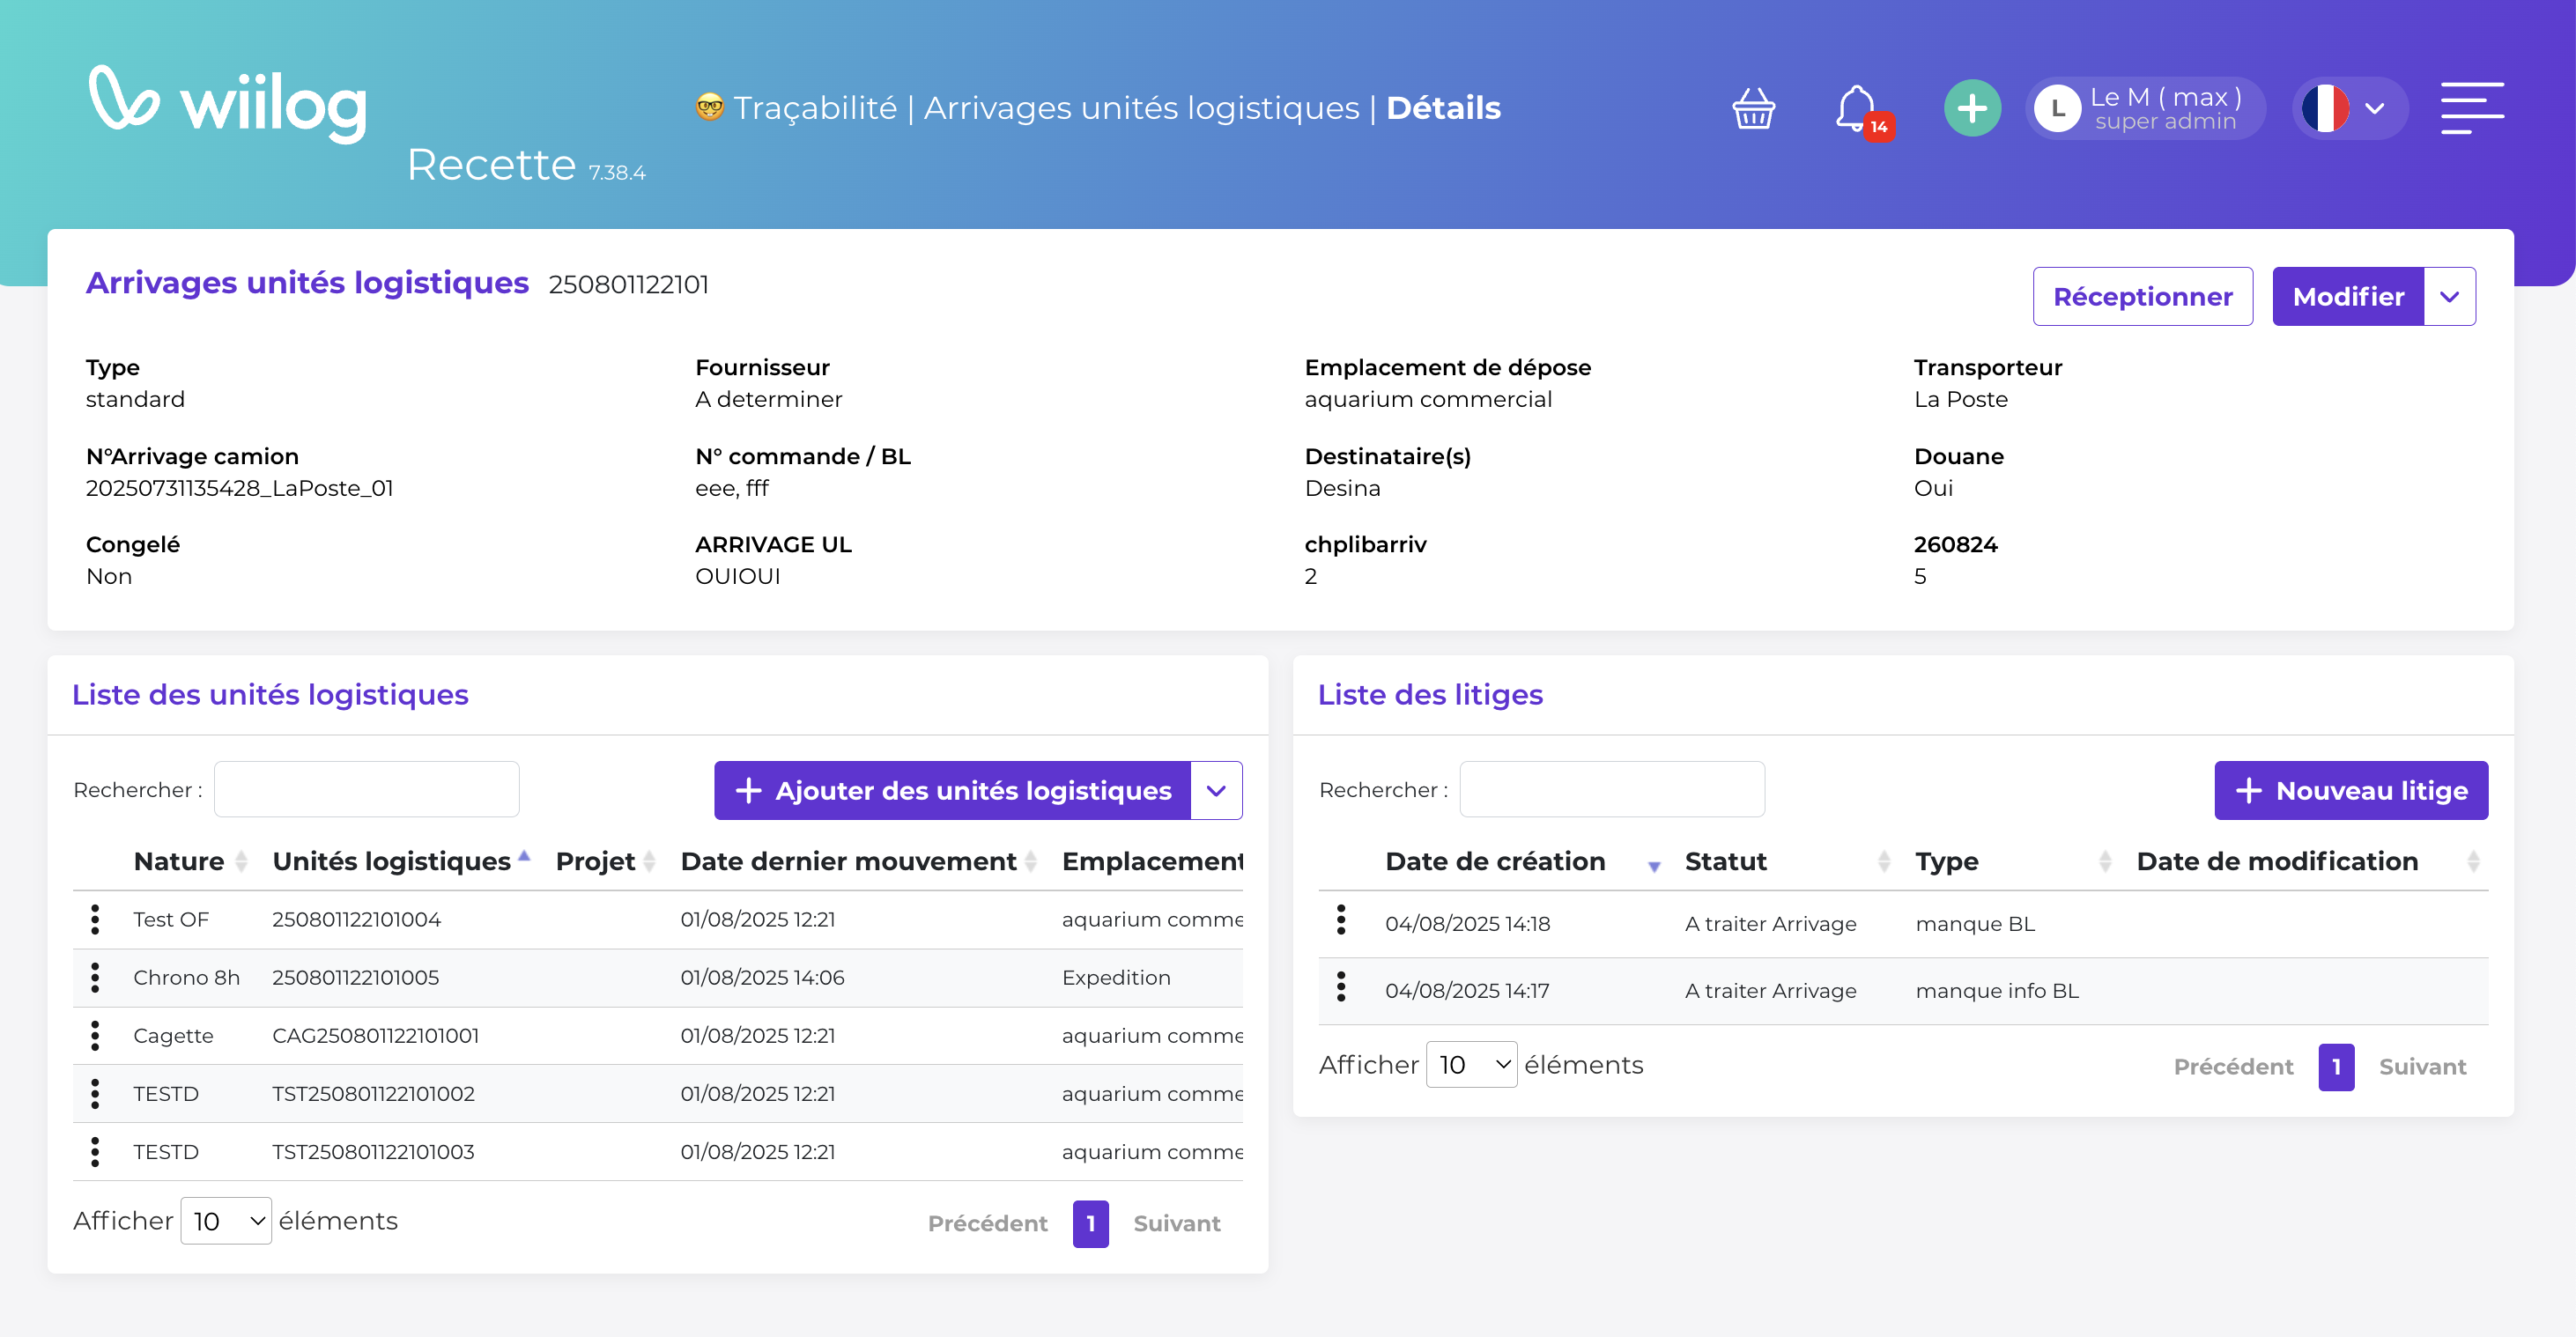 wiilog
Recette 7.38.4
🤓 Traçabilité | Arrivages unités logistiques | Détails
14
L
Le M ( max )
super admin
Arrivages unités logistiques 250801122101
Réceptionner
Modifier
Type
standard
Fournisseur
A determiner
Emplacement de dépose
aquarium commercial
Transporteur
La Poste
N°Arrivage camion
20250731135428_LaPoste_01
N° commande / BL
eee, fff
Destinataire(s)
Desina
Douane
Oui
Congelé
Non
ARRIVAGE UL
OUIOUI
chplibarriv
2
260824
5
Liste des unités logistiques
Rechercher :
Ajouter des unités logistiques
Nature Unités logistiques Projet Date dernier mouvement Emplacement
Test OF 250801122101004 01/08/2025 12:21 aquarium comme
Chrono 8h 250801122101005 01/08/2025 14:06 Expedition
Cagette CAG250801122101001 01/08/2025 12:21 aquarium comme
TESTD TST250801122101002 01/08/2025 12:21 aquarium comme
TESTD TST250801122101003 01/08/2025 12:21 aquarium comme
Afficher 10 éléments
Précédent 1 Suivant
Liste des litiges
Rechercher :
Nouveau litige
Date de création Statut Type Date de modification
04/08/2025 14:18 A traiter Arrivage manque BL
04/08/2025 14:17 A traiter Arrivage manque info BL
Afficher 10 éléments
Précédent 1 Suivant